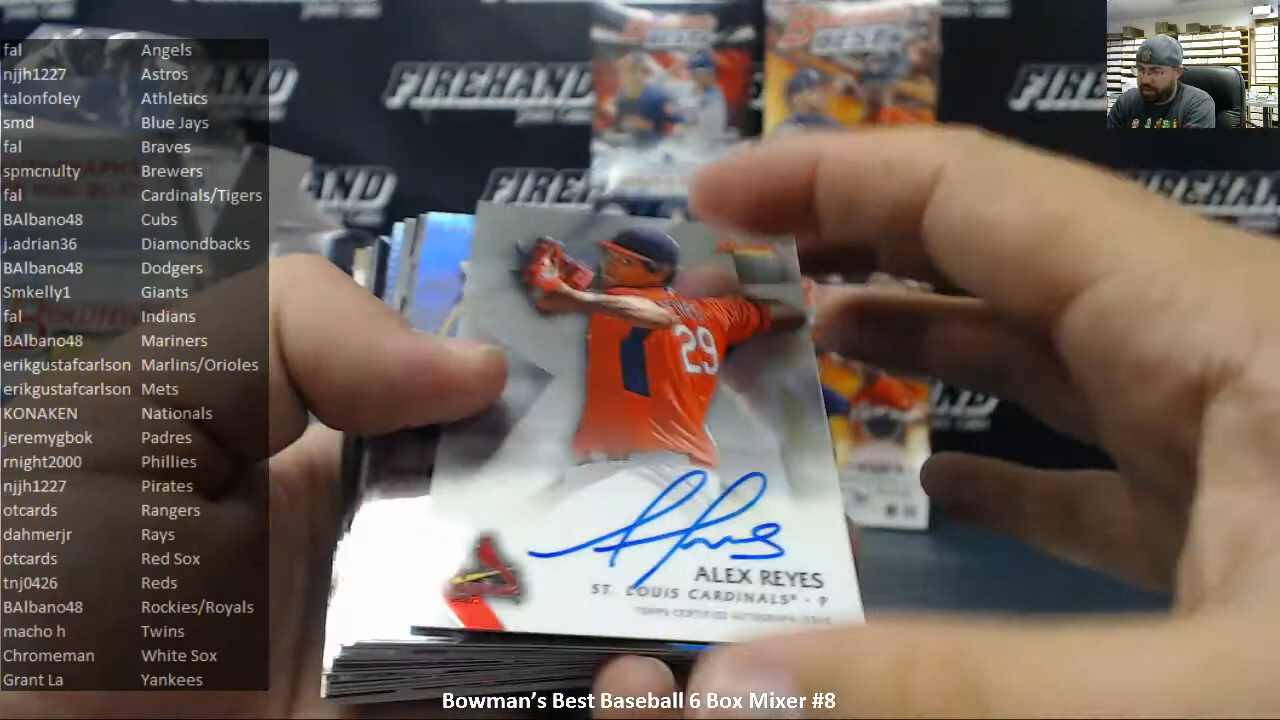 fal Angels
njjh1227 Astros
talonfoley Athletics
smd Blue Jays
fal Braves
spmcnulty Brewers
fal Cardinals/Tigers
BAlbano48 Cubs
j.adrian36 Diamondbacks
BAlbano48 Dodgers
Smkelly1 Giants
fal Indians
BAlbano48 Mariners
erikgustafcarlson Marlins/Orioles
erikgustafcarlson Mets
KONAKEN Nationals
jeremygbok Padres
rnight2000 Phillies
njjh1227 Pirates
otcards Rangers
dahmerjr Rays
otcards Red Sox
tnj0426 Reds
BAlbano48 Rockies/Royals
macho h Twins
Chromeman White Sox
Grant La Yankees
FIREHAND
FIREHAND
BEST
BEST
29
ALEX REYES
ST. LOUIS CARDINALS® · P
TOPPS CERTIFIED AUTOGRAPH ISSUE
Bowman's Best Baseball 6 Box Mixer #8